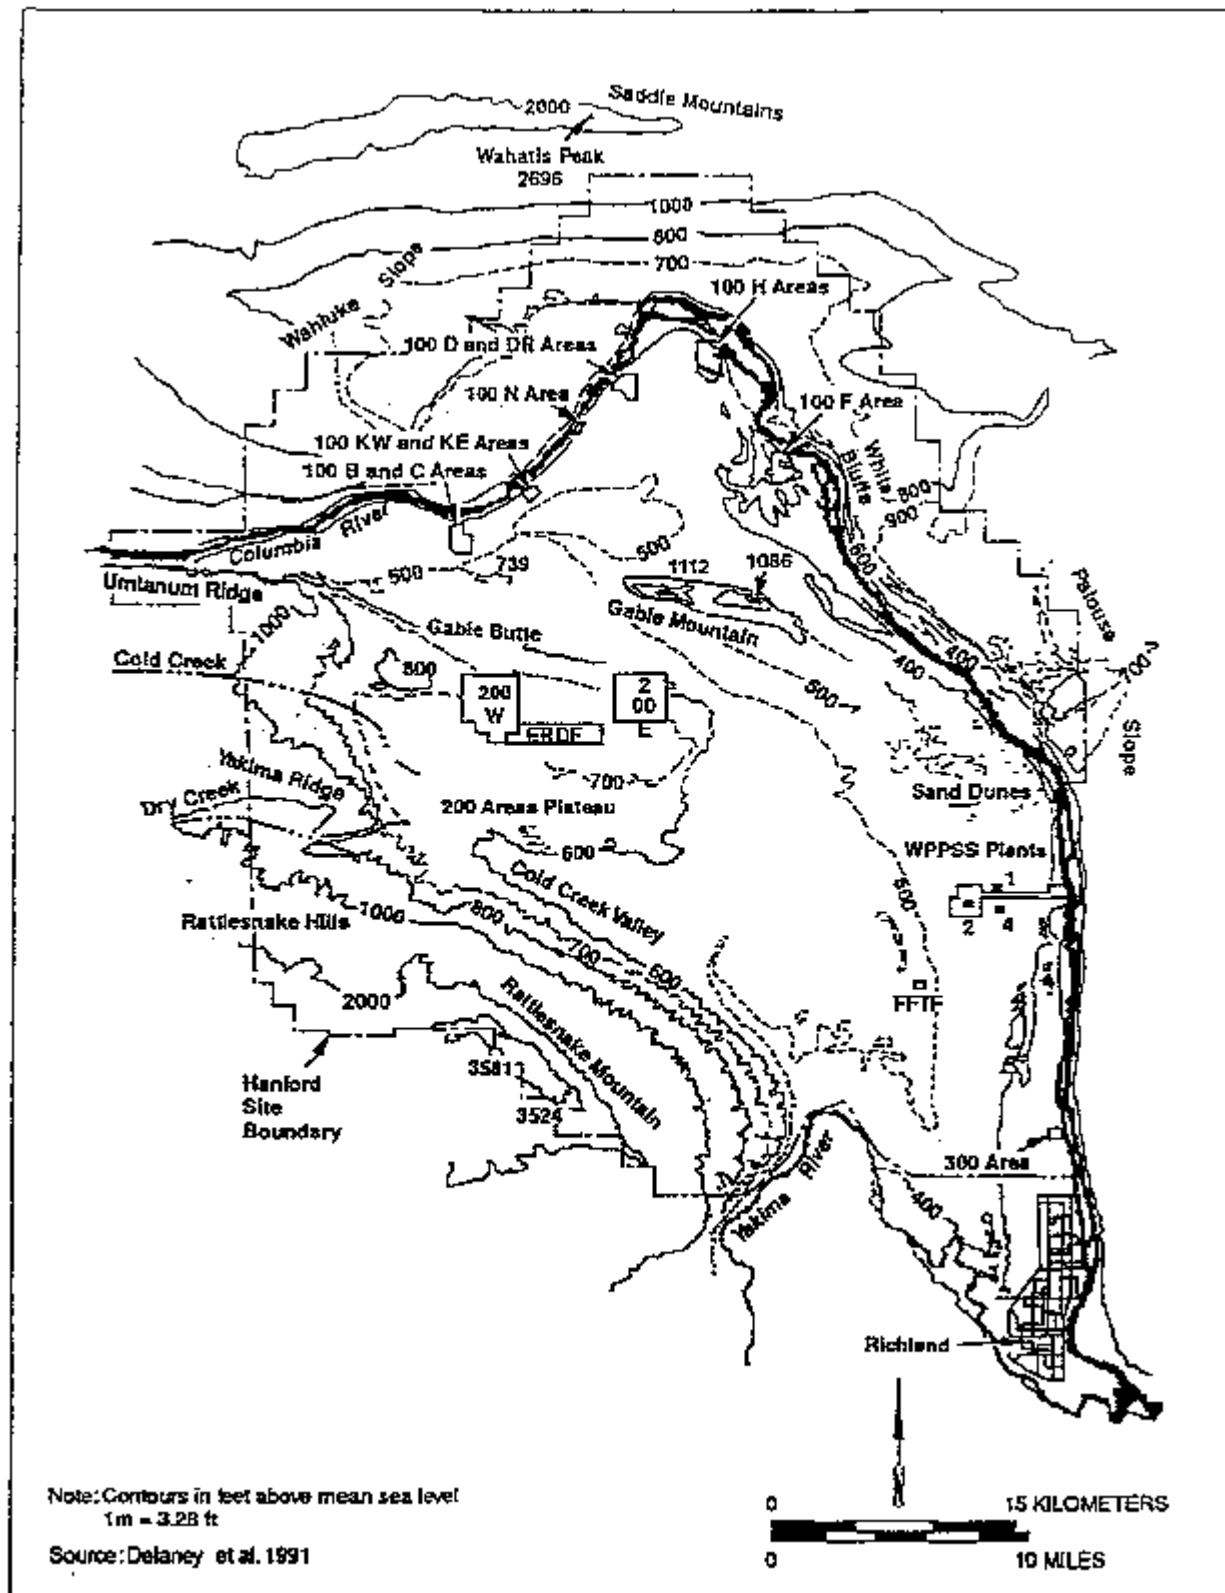 Saddle Mountains
2000
Wahatis Peak
2696
1000
800
700
Wahluke Slope
100 H Areas
100 D and DR Areas
100 N Area
100 F Area
100 KW and KE Areas
100 B and C Areas
White Bluffs
800
900
Columbia River
500
739
500
1112
1086
600
Umtanum Ridge
1000
Gable Butte
Gable Mountain
Palouse Slope
Cold Creek
800
400
400
700
200
W
2
00
E
500
ERDF
Yakima Ridge
700
Sand Dunes
Dry Creek
200 Areas Plateau
600
WPPSS Plants
Cold Creek Valley
1
2
4
500
Rattlesnake Hills
1000
800
700
600
2000
FFTF
Rattlesnake Mountain
3581
3524
Hanford
Site
Boundary
300 Area
Yakima River
400
Richland
Note: Contours in feet above mean sea level
1m = 3.28 ft
Source: Delaney et al. 1991
0 15 KILOMETERS
0 10 MILES